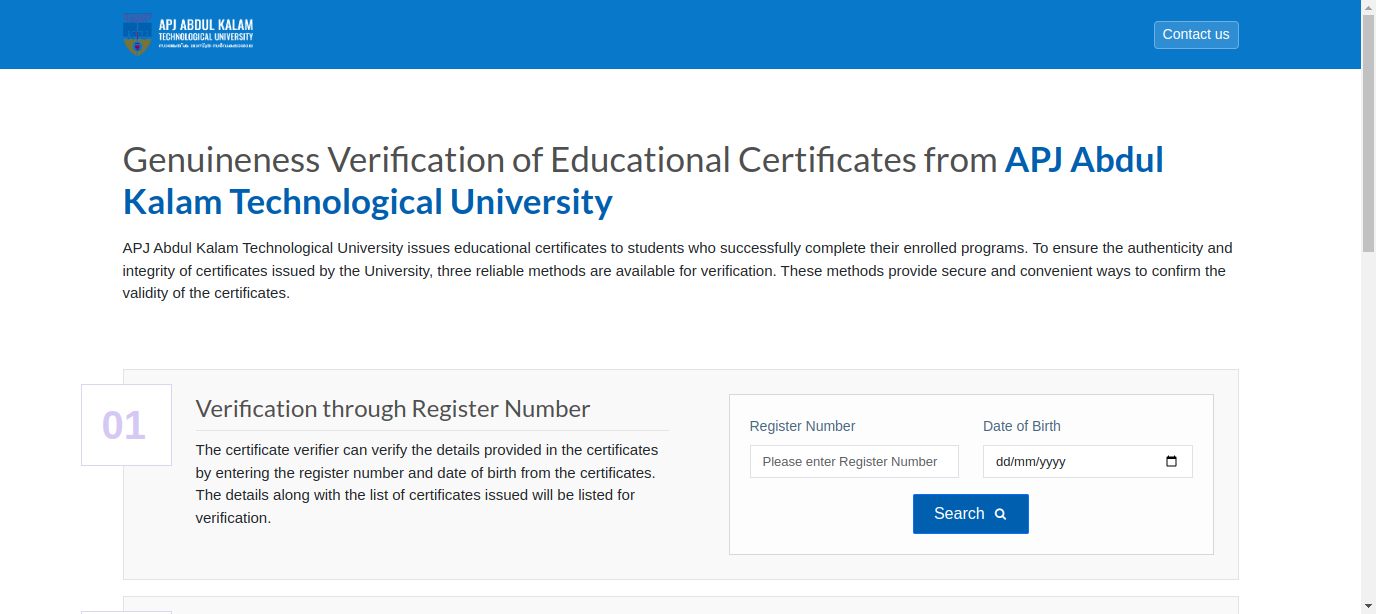 APJ ABDUL KALAM
TECHNOLOGICAL UNIVERSITY
Contact us
Genuineness Verification of Educational Certificates from APJ Abdul
Kalam Technological University
APJ Abdul Kalam Technological University issues educational certificates to students who successfully complete their enrolled programs. To ensure the authenticity and
integrity of certificates issued by the University, three reliable methods are available for verification. These methods provide secure and convenient ways to confirm the
validity of the certificates.
01
Verification through Register Number
The certificate verifier can verify the details provided in the certificates
by entering the register number and date of birth from the certificates.
The details along with the list of certificates issued will be listed for
verification.
Register Number
Date of Birth
Please enter Register Number
dd/mm/yyyy
Search